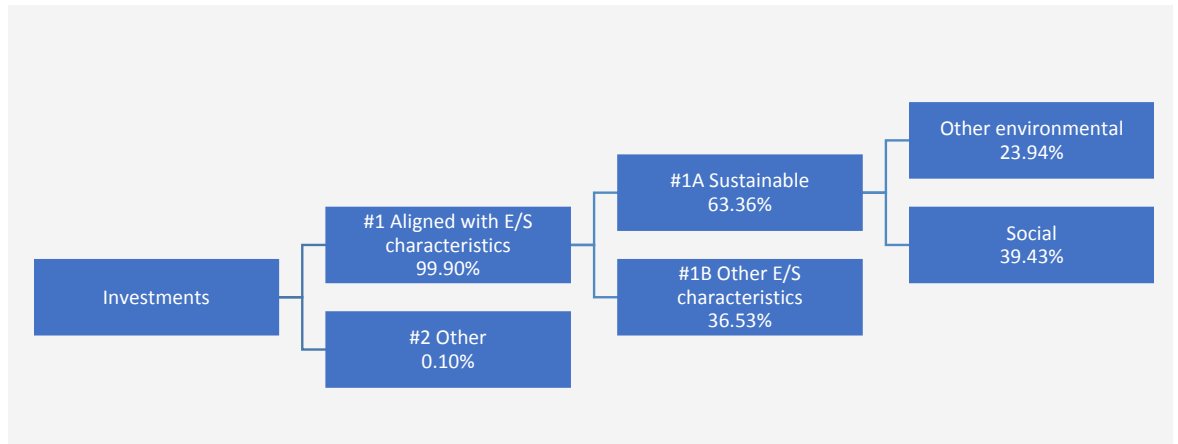 Investments
#1 Aligned with E/S
characteristics
99.90%
#2 Other
0.10%
#1A Sustainable
63.36%
#1B Other E/S
characteristics
36.53%
Other environmental
23.94%
Social
39.43%